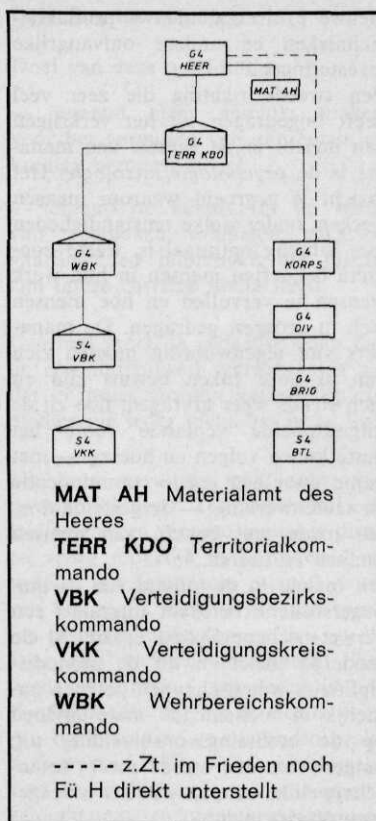 G4
HEER
MAT AH
G4
TERR KDO
G4
WBK
G4
KORPS
S4
VBK
G4
DIV
G4
BRIG
S4
VKK
S4
BTL
MAT AH Materialamt des
Heeres
TERR KDO Territorialkom-
mando
VBK Verteidigungsbezirks-
kommando
VKK Verteidigungskreis-
kommando
WBK Wehrbereichskom-
mando
----- z.Zt. im Frieden noch
Fü H direkt unterstellt